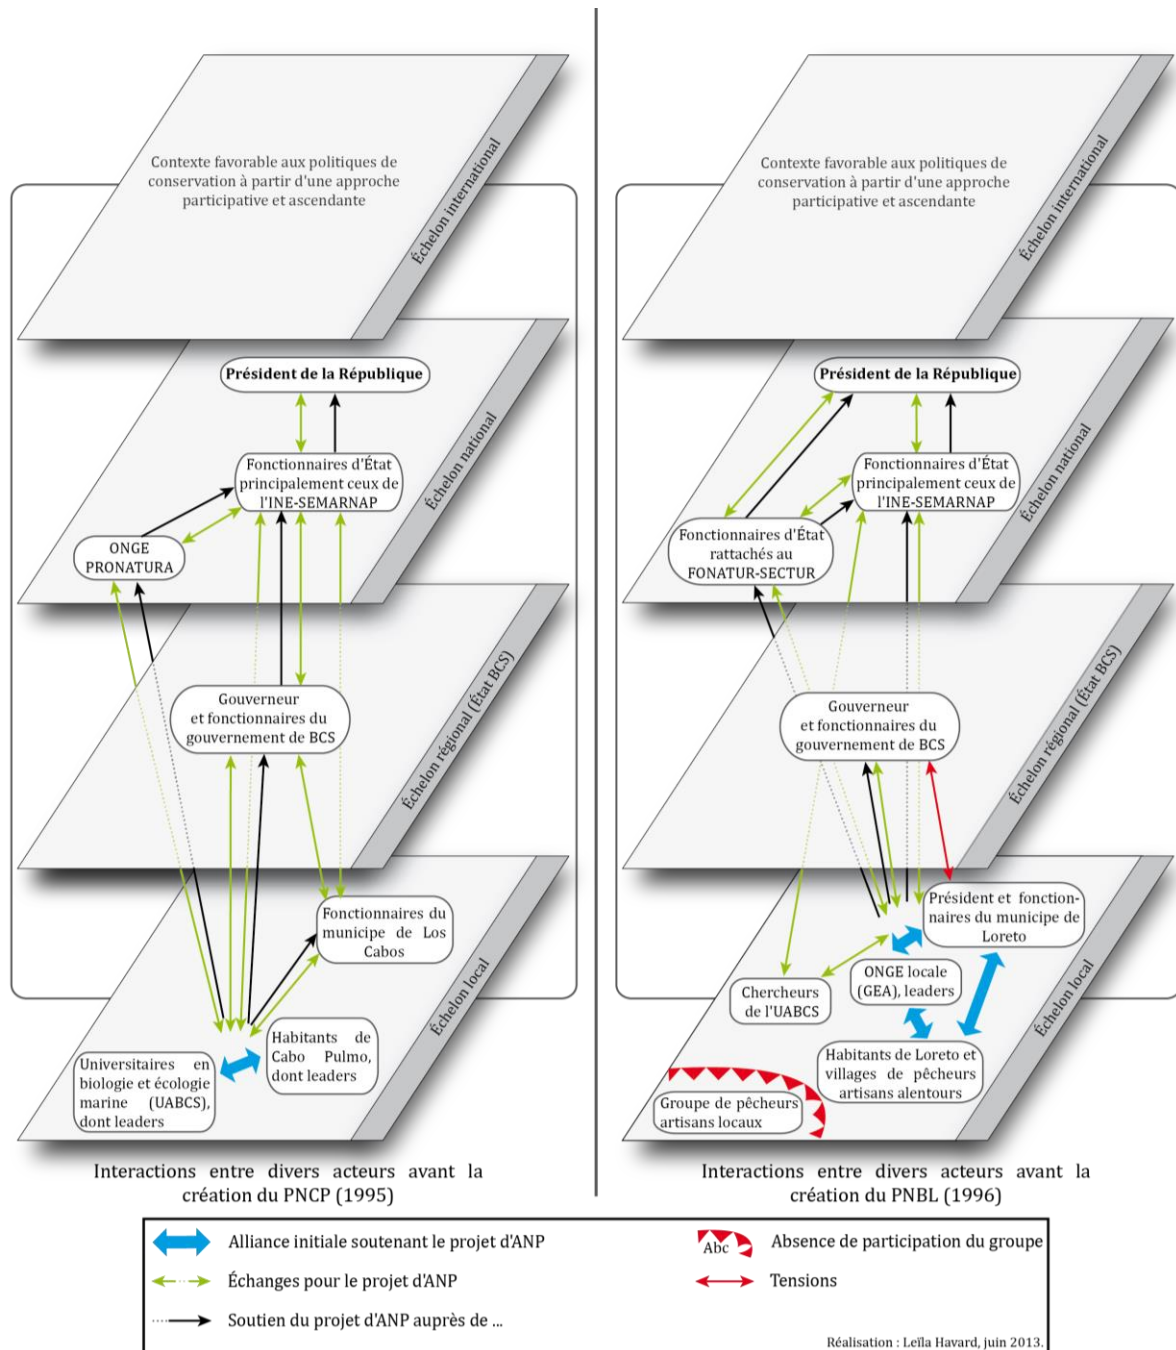 Contexte favorable aux politiques de
conservation à partir d'une approche
participative et ascendante
Échelon international
Président de la République
Fonctionnaires d'État
principalement ceux de
l'INE-SEMARNAP
ONGE
PRONATURA
Échelon national
Gouverneur
et fonctionnaires du
gouvernement de BCS
Échelon régional (État BCS)
Fonctionnaires du
municipe de Los
Cabos
Habitants de
Cabo Pulmo,
dont leaders
Universitaires en
biologie et écologie
marine (UABCS),
dont leaders
Échelon local
Interactions entre divers acteurs avant la
création du PNCP (1995)
Contexte favorable aux politiques de
conservation à partir d'une approche
participative et ascendante
Échelon international
Président de la République
Fonctionnaires d'État
principalement ceux de
l'INE-SEMARNAP
Fonctionnaires d'État
rattachés au
FONATUR-SECTUR
Échelon national
Gouverneur
et fonctionnaires du
gouvernement de BCS
Échelon régional (État BCS)
Président et fonction-
naires du municipe de
Loreto
ONGE locale
(GEA), leaders
Chercheurs
de l'UABCS
Habitants de Loreto et
villages de pêcheurs
artisans alentours
Groupe de pêcheurs
artisans locaux
Échelon local
Interactions entre divers acteurs avant la
création du PNBL (1996)
Alliance initiale soutenant le projet d'ANP
Échanges pour le projet d'ANP
Soutien du projet d'ANP auprès de ...
Abc
Absence de participation du groupe
Tensions
Réalisation : Leïla Havard, juin 2013.